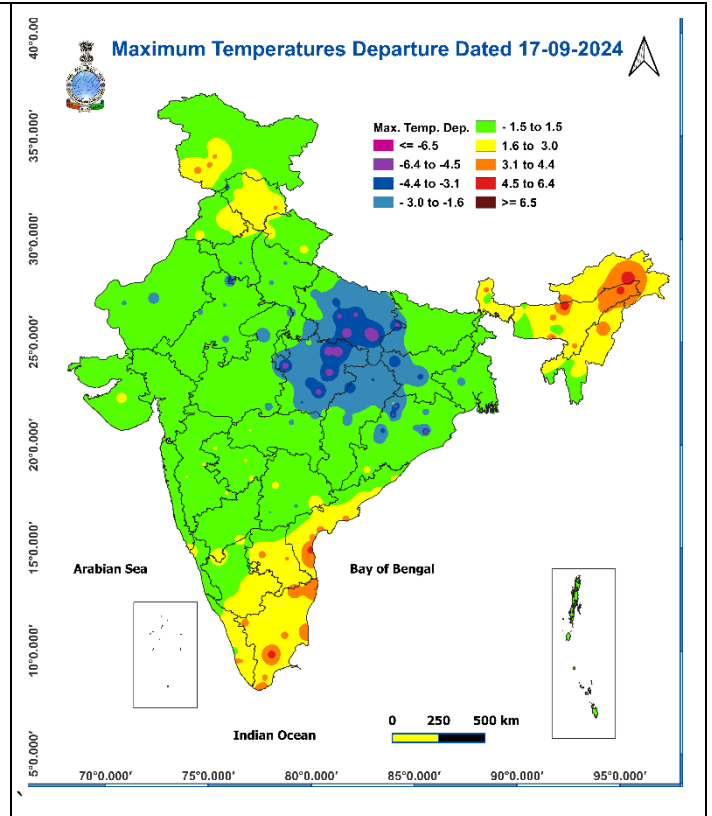 Maximum Temperatures Departure Dated 17-09-2024
Max. Temp. Dep.
<= -6.5
-6.4 to -4.5
-4.4 to -3.1
- 3.0 to -1.6
- 1.5 to 1.5
1.6 to 3.0
3.1 to 4.4
4.5 to 6.4
>= 6.5
40°0.00
35°0.000'
30°0.000'
25°0.000'
20°0.000'
15°0.000'
10°0.000'
5°0.000'
Arabian Sea
Bay of Bengal
Indian Ocean
0 250 500 km
70°0.000' 75°0.000' 80°0.000' 85°0.000' 90°0.000' 95°0.000'
`